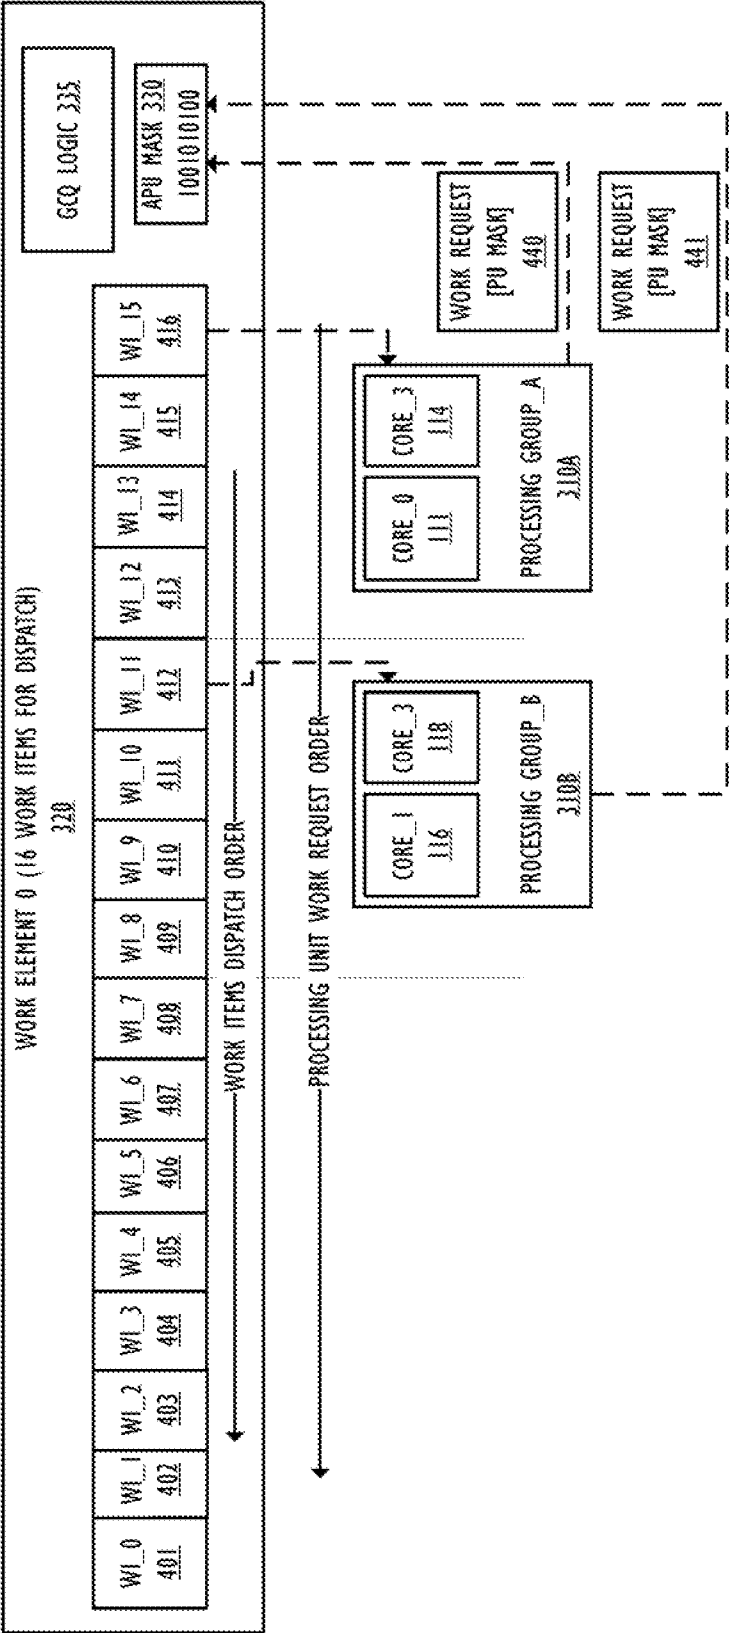 WORK ELEMENT 0 (16 WORK ITEMS FOR DISPATCH)
320
GCQ LOGIC 335
APU MASK 330
1001010100
WI_0
401
WI_1
402
WI_2
403
WI_3
404
WI_4
405
WI_5
406
WI_6
407
WI_7
408
WI_8
409
WI_9
410
WI_10
411
WI_11
412
WI_12
413
WI_13
414
WI_14
415
WI_15
416
WORK ITEMS DISPATCH ORDER
PROCESSING UNIT WORK REQUEST ORDER
CORE_1
116
CORE_3
118
PROCESSING GROUP_B
310B
CORE_0
111
CORE_3
114
PROCESSING GROUP_A
310A
WORK REQUEST
[PU MASK]
440
WORK REQUEST
[PU MASK]
441